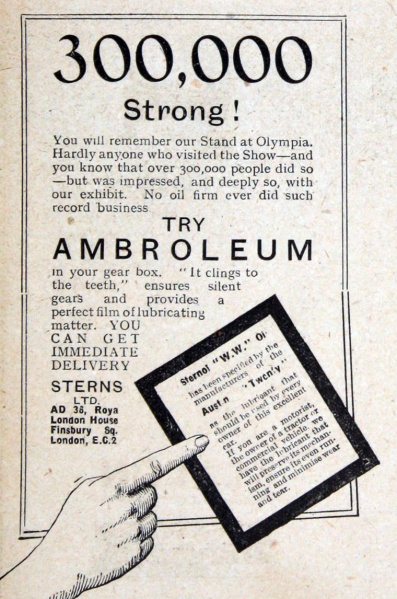 300,000
Strong!
You will remember our Stand at Olympia.
Hardly anyone who visited the Show—and
you know that over 300,000 people did so
—but was impressed, and deeply so, with
our exhibit. No oil firm ever did such
record business
TRY
AMBROLEUM
in your gear box. "It clings to
the teeth," ensures silent
gears and provides a
perfect film of lubricating
matter. YOU
CAN GET
IMMEDIATE
DELIVERY
STERNS
LTD.
AD 36, Roya
London House
Finsbury Sq.
London, E.C.2
Sternol "W.W." Oi
has been specified by the
manufacturers of the
Aust n "Twen y"
as the lubricant that
should be used by every
owner of this excellent
car.
If you are a motorist,
the owner of a tractor or
commercial vehicle, we
have the lubricant that
will preserve its mechan-
ism, ensure its even run-
ning and minimise wear
and tear.